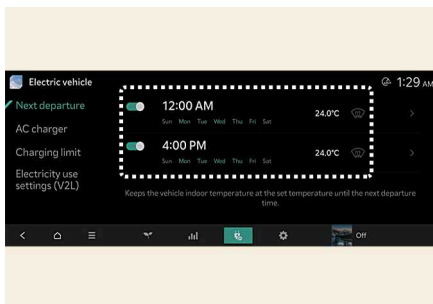 Electric vehicle
1:29 AM
Next departure
AC charger
Charging limit
Electricity use
settings (V2L)
12:00 AM
Sun Mon Tue Wed Thu Fri Sat
24.0°C
4:00 PM
Sun Mon Tue Wed Thu Fri Sat
24.0°C
Keeps the vehicle indoor temperature at the set temperature until the next departure
time.
Off